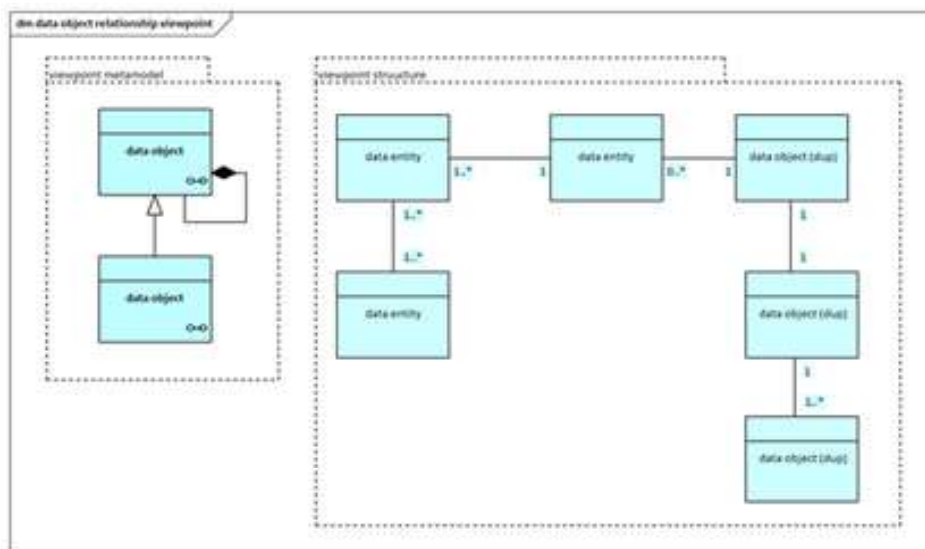 dm data object relationship viewpoint
viewpoint metamodel
data object
data object
viewpoint structure
data entity
1..*
1
data entity
0..*
1
data object (dup)
1..*
1..*
data entity
1
1
data object (dup)
1
1..*
data object (dup)